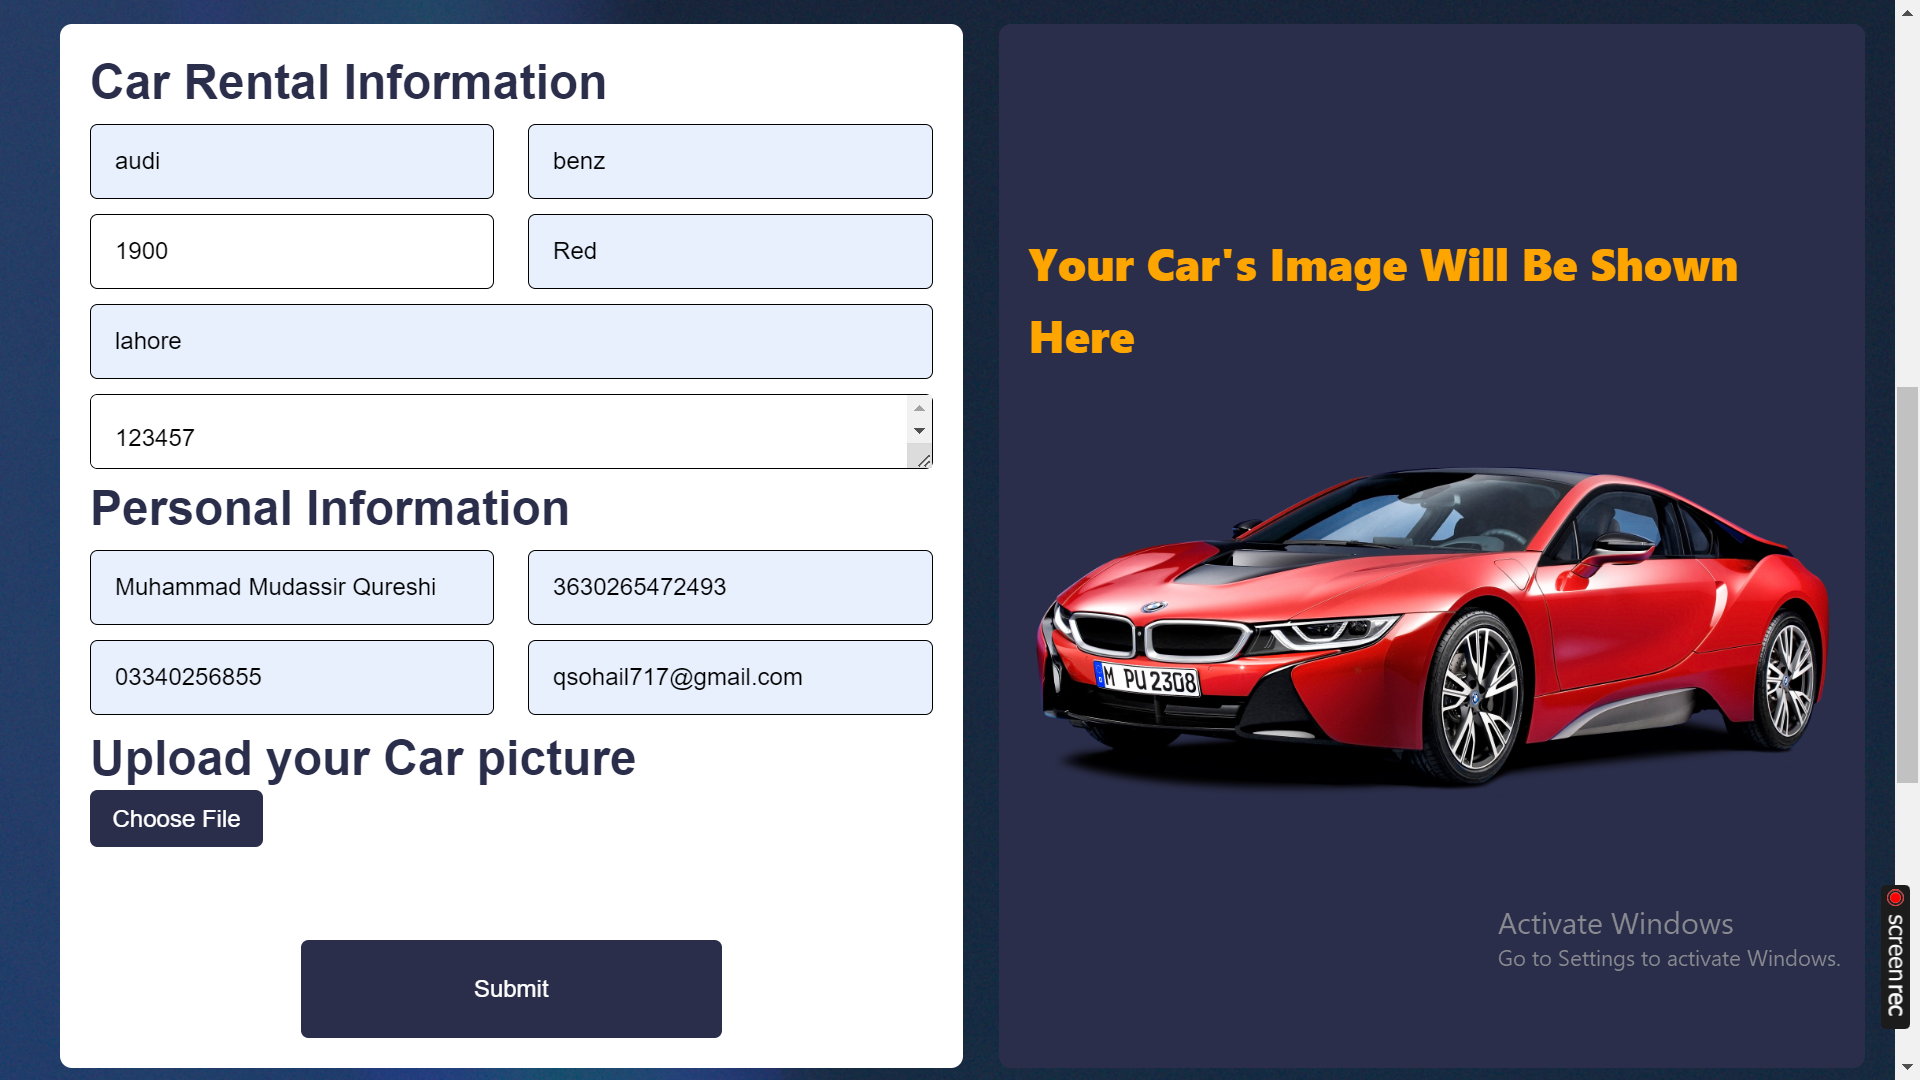 Car Rental Information
audi
benz
1900
Red
lahore
123457
Personal Information
Muhammad Mudassir Qureshi
3630265472493
03340256855
qsohail717@gmail.com
Upload your Car picture
Choose File
Submit
Your Car's Image Will Be Shown
Here
M PU 2308
Activate Windows
Go to Settings to activate Windows.
screenrec